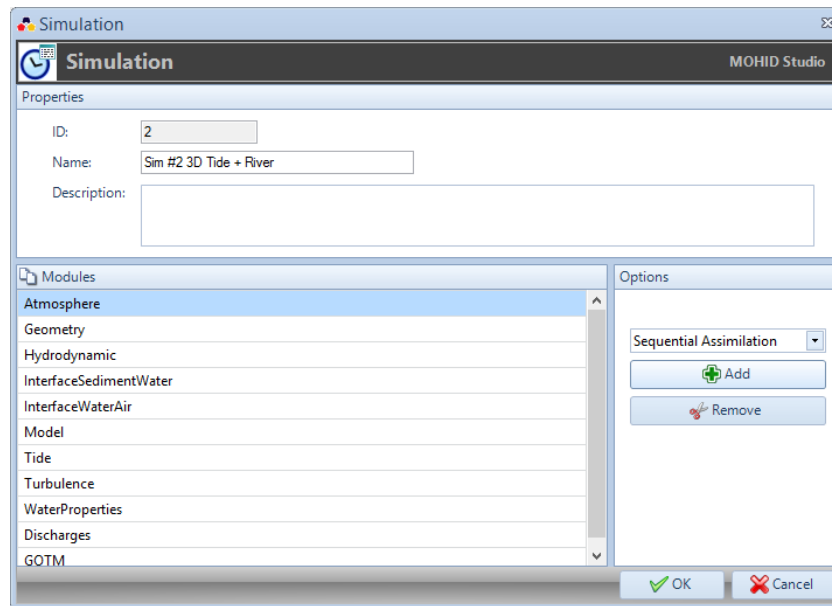 Simulation
Simulation MOHID Studio
Properties
ID: 2
Name: Sim #2 3D Tide + River
Description:
Modules Options
Atmosphere
Geometry
Hydrodynamic
Sequential Assimilation
InterfaceSedimentWater
Add
InterfaceWaterAir
Remove
Model
Tide
Turbulence
WaterProperties
Discharges
GOTM
OK Cancel